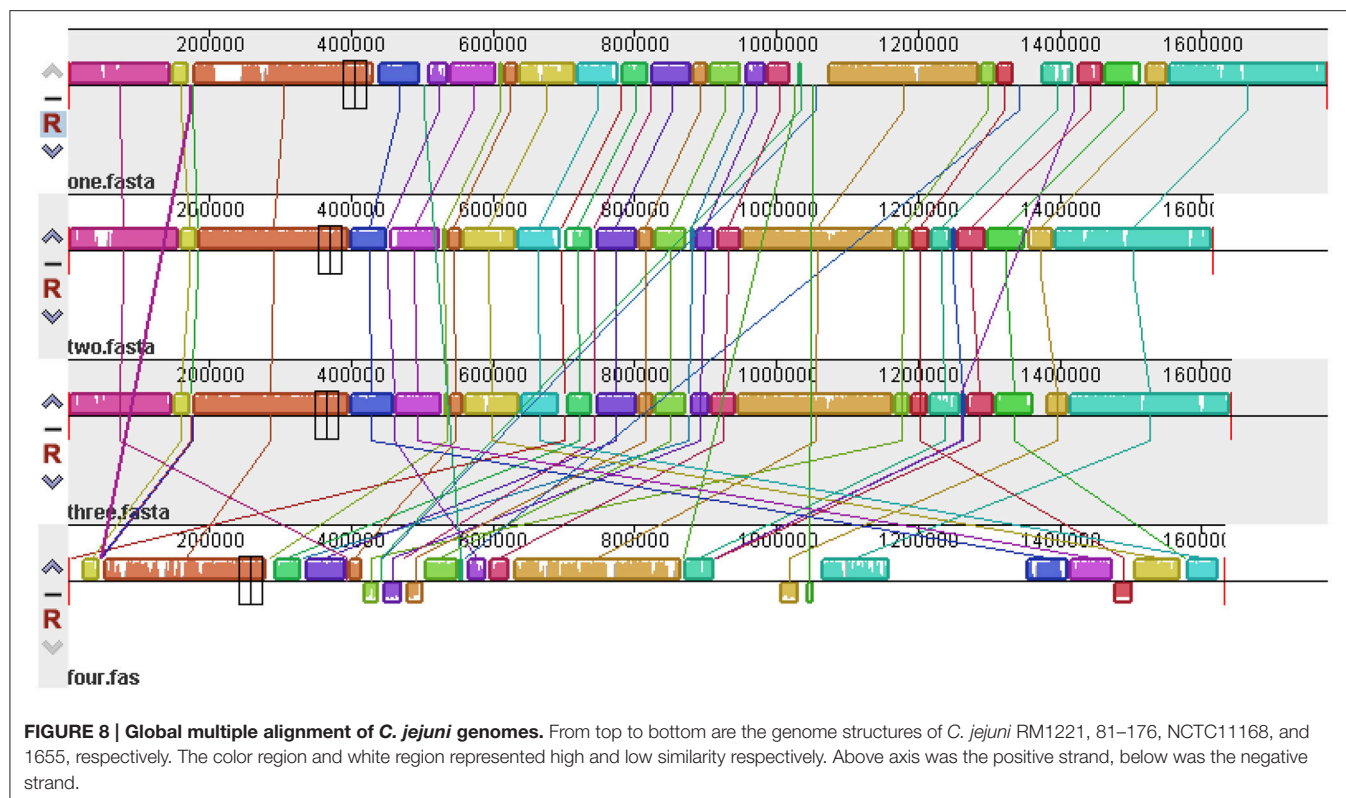 200000 400000 600000 800000 1000000 1200000 1400000 1600000
R
one.fasta
200000 400000 600000 800000 1000000 1200000 1400000 16000
R
two.fasta
200000 400000 600000 800000 1000000 1200000 1400000 160000
R
three.fasta
200000 400000 600000 800000 1000000 1200000 1400000 160000
R
four.fas
FIGURE 8 | Global multiple alignment of C. jejuni genomes. From top to bottom are the genome structures of C. jejuni RM1221, 81–176, NCTC11168, and
1655, respectively. The color region and white region represented high and low similarity respectively. Above axis was the positive strand, below was the negative
strand.